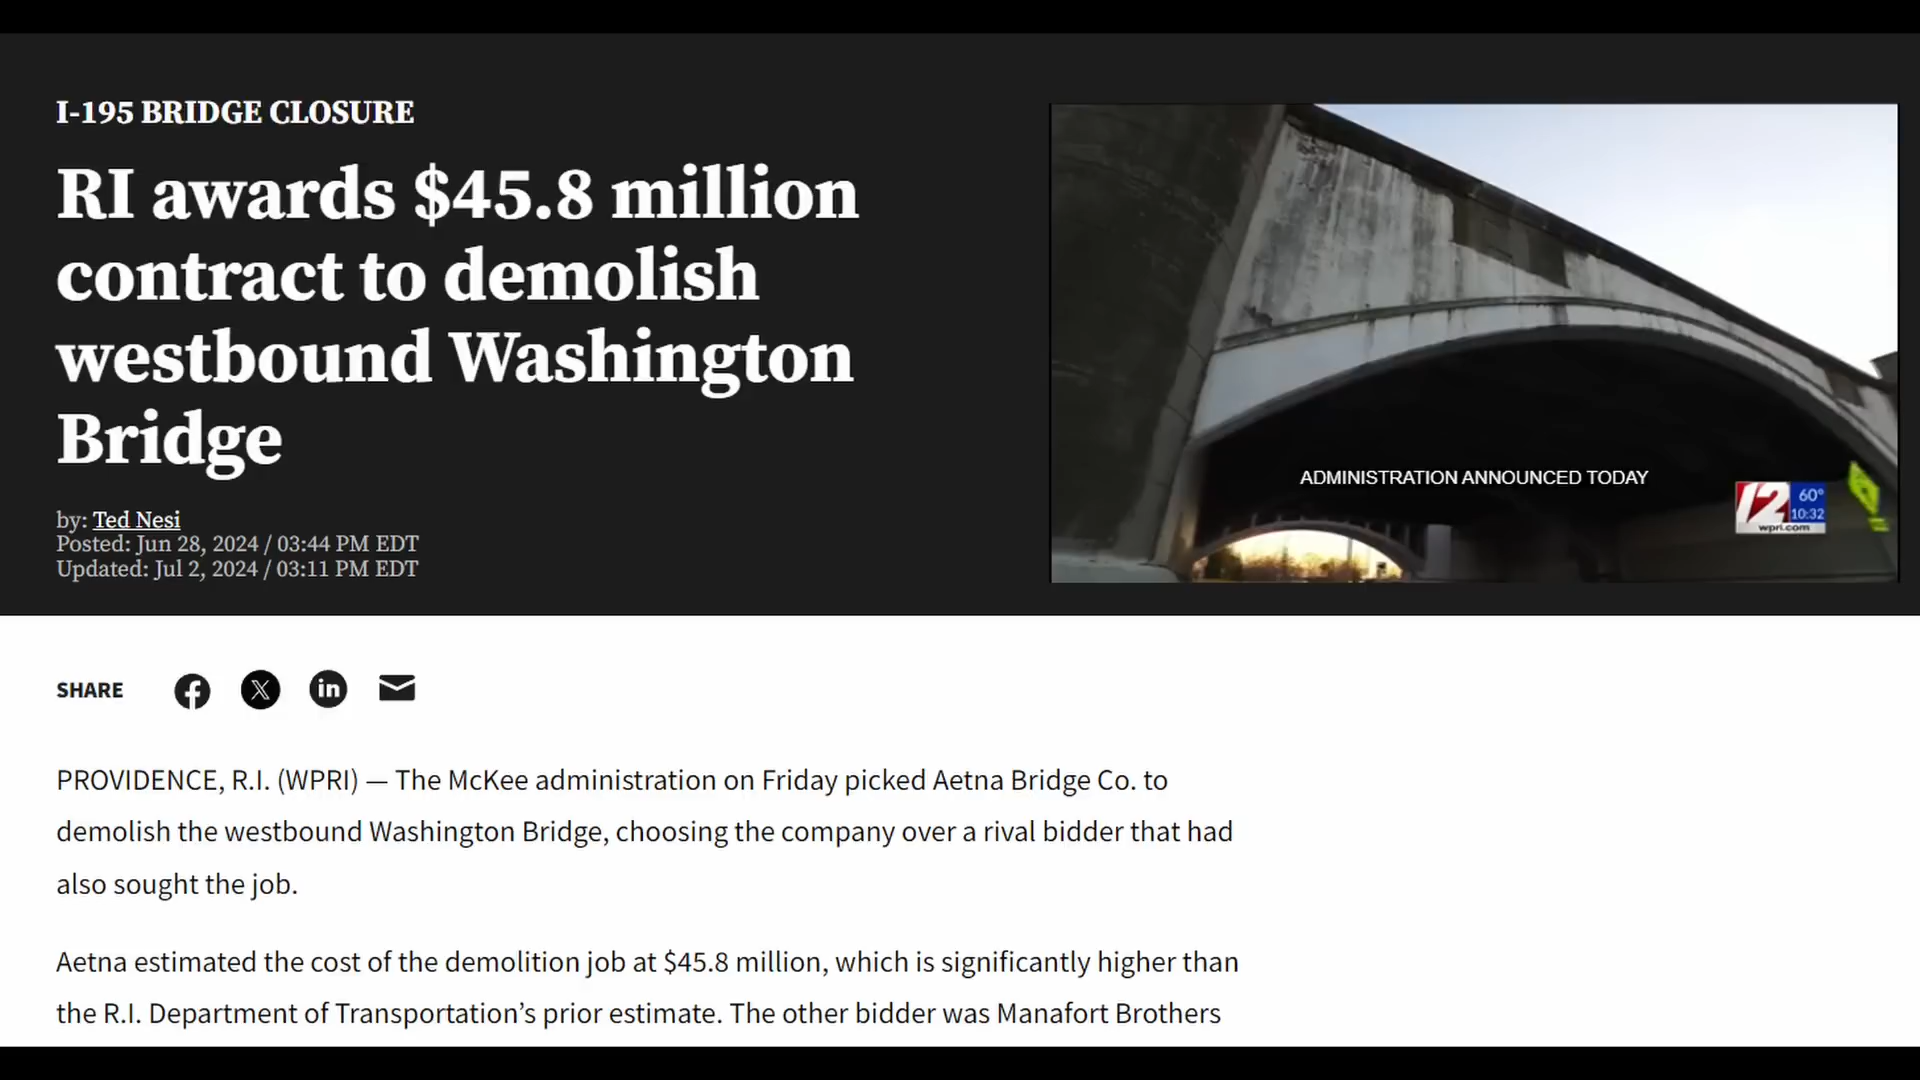 I-195 BRIDGE CLOSURE
RI awards $45.8 million
contract to demolish
westbound Washington
Bridge
by: Ted Nesi
Posted: Jun 28, 2024 / 03:44 PM EDT
Updated: Jul 2, 2024 / 03:11 PM EDT
ADMINISTRATION ANNOUNCED TODAY
12 60°
10:32
wpri.com
SHARE
PROVIDENCE, R.I. (WPRI) — The McKee administration on Friday picked Aetna Bridge Co. to
demolish the westbound Washington Bridge, choosing the company over a rival bidder that had
also sought the job.
Aetna estimated the cost of the demolition job at $45.8 million, which is significantly higher than
the R.I. Department of Transportation’s prior estimate. The other bidder was Manafort Brothers